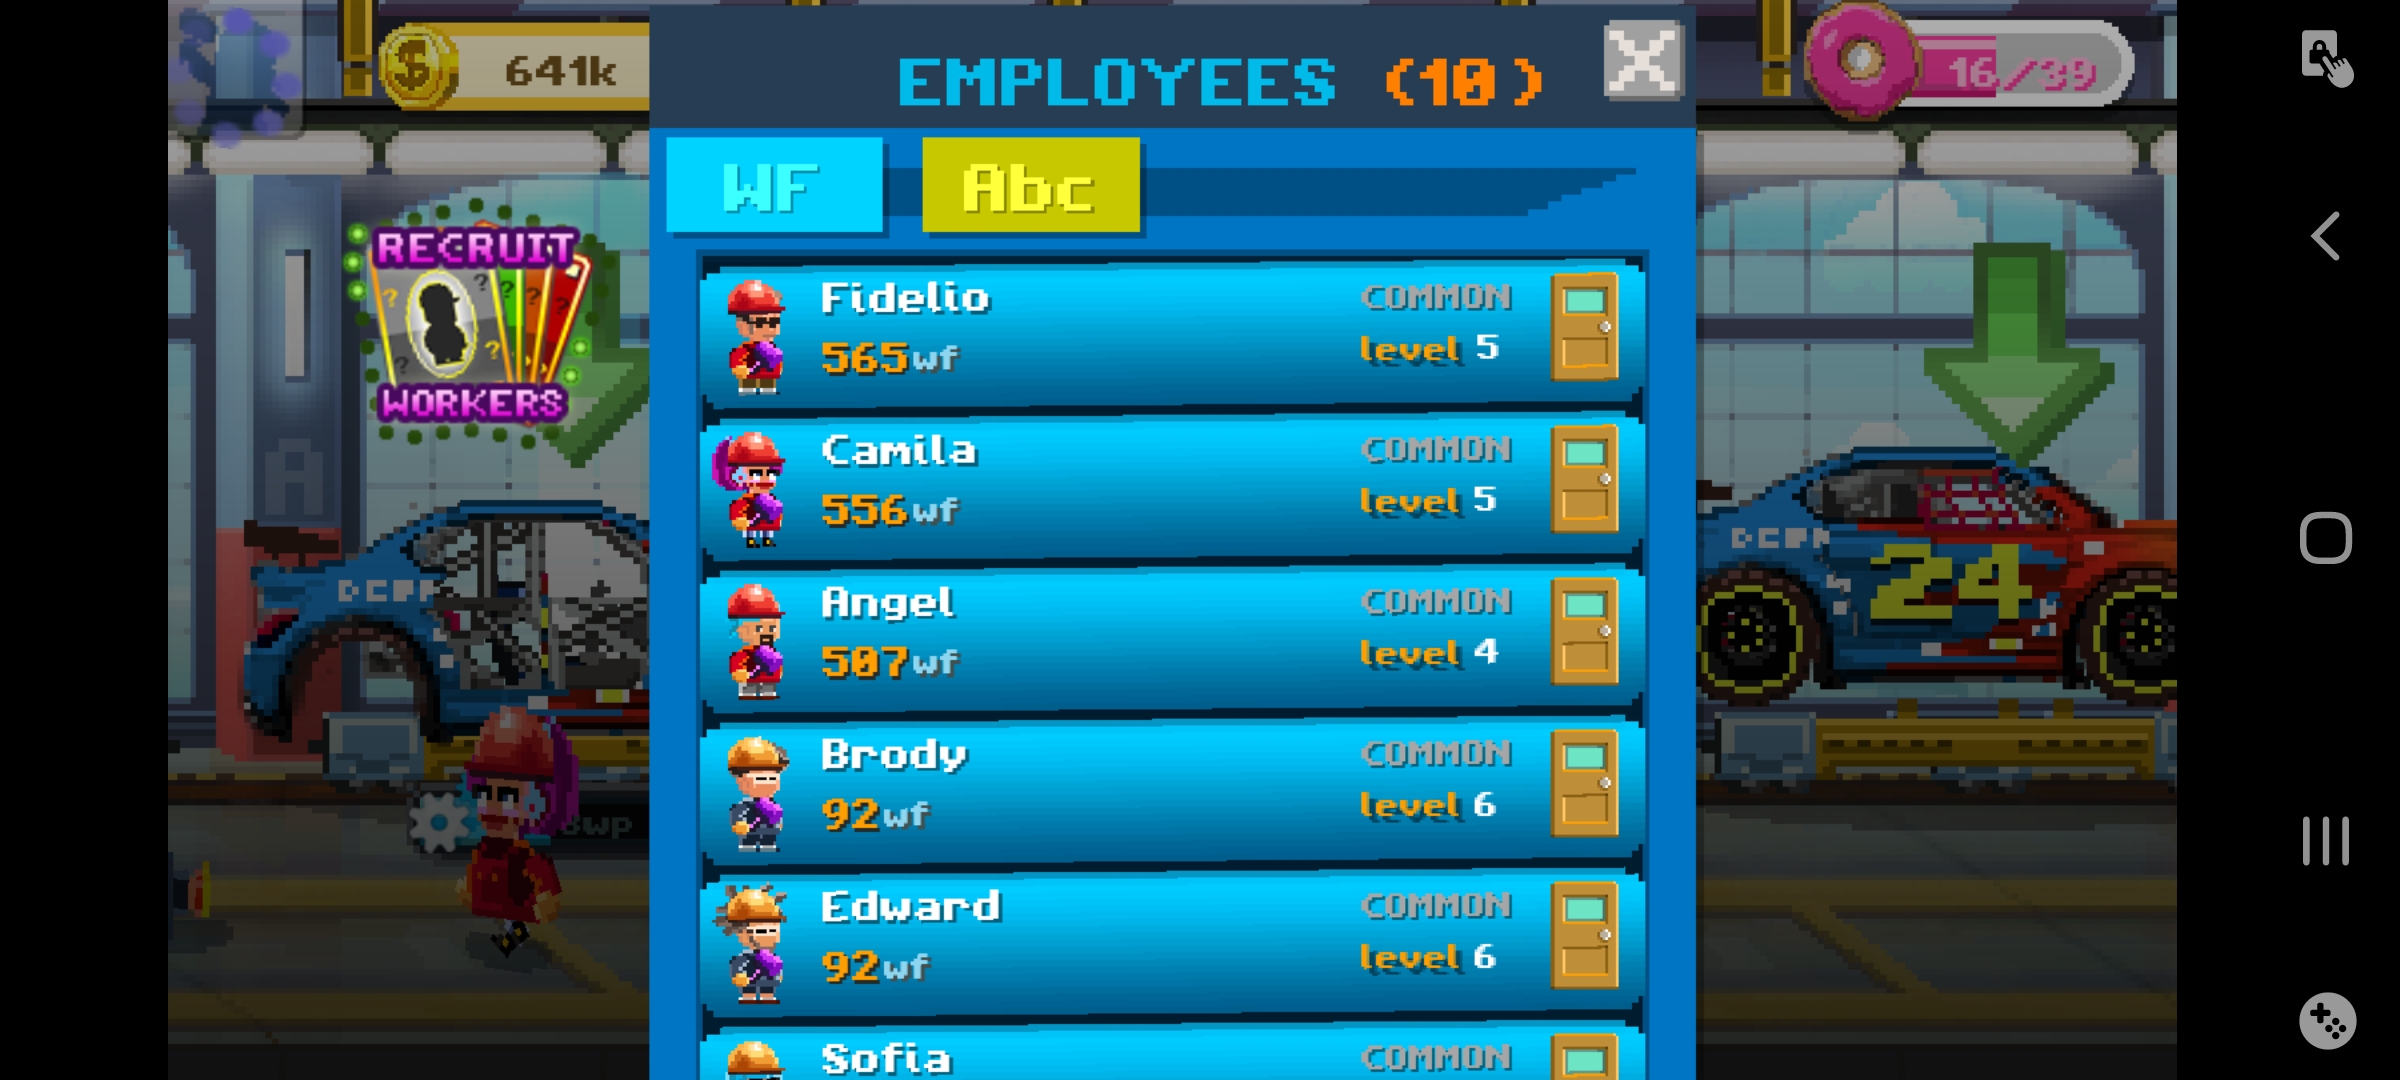 641k
EMPLOYEES (10)
16/39
WF
Abc
RECRUIT
WORKERS
Fidelio
COMMON
565wf
level 5
Camila
COMMON
556wf
level 5
Angel
COMMON
507wf
level 4
Brody
COMMON
92wf
level 6
Edward
COMMON
92wf
level 6
Sofia
COMMON
24
A